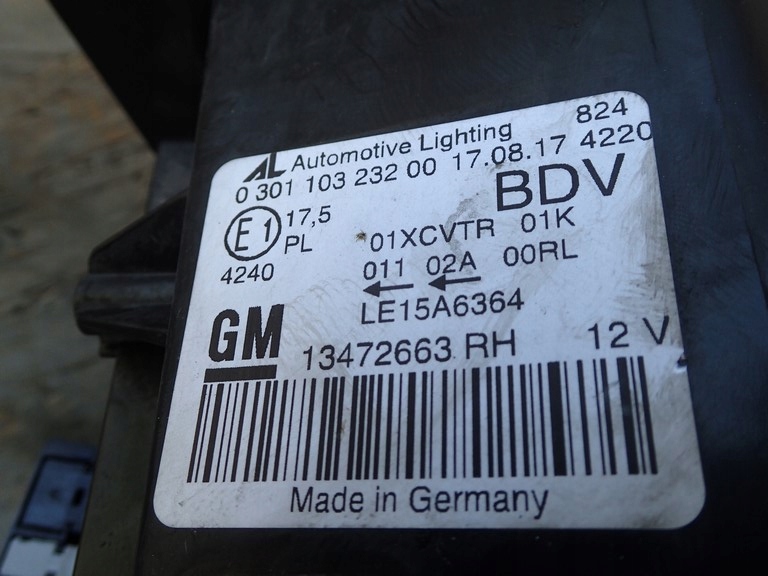 AL Automotive Lighting 824
0 301 103 232 00 17.08.17 4220
E1 17,5 BDV
PL 01XCVTR 01K
4240 011 02A 00RL
LE15A6364
GM 13472663 RH 12 V
Made in Germany